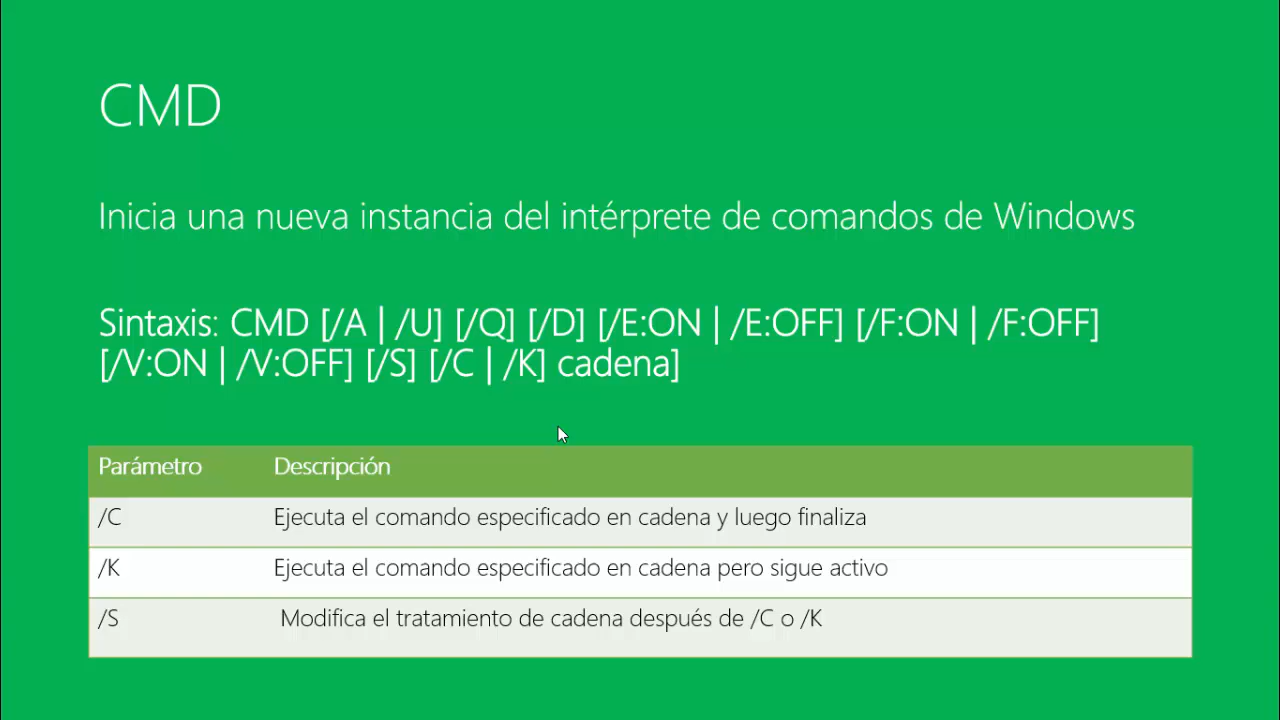 CMD
Inicia una nueva instancia del intérprete de comandos de Windows
Sintaxis: CMD [/A | /U] [/Q] [/D] [/E:ON | /E:OFF] [/F:ON | /F:OFF]
[/V:ON | /V:OFF] [/S] [/C | /K] cadena]
Parámetro Descripción
/C Ejecuta el comando especificado en cadena y luego finaliza
/K Ejecuta el comando especificado en cadena pero sigue activo
/S Modifica el tratamiento de cadena después de /C o /K